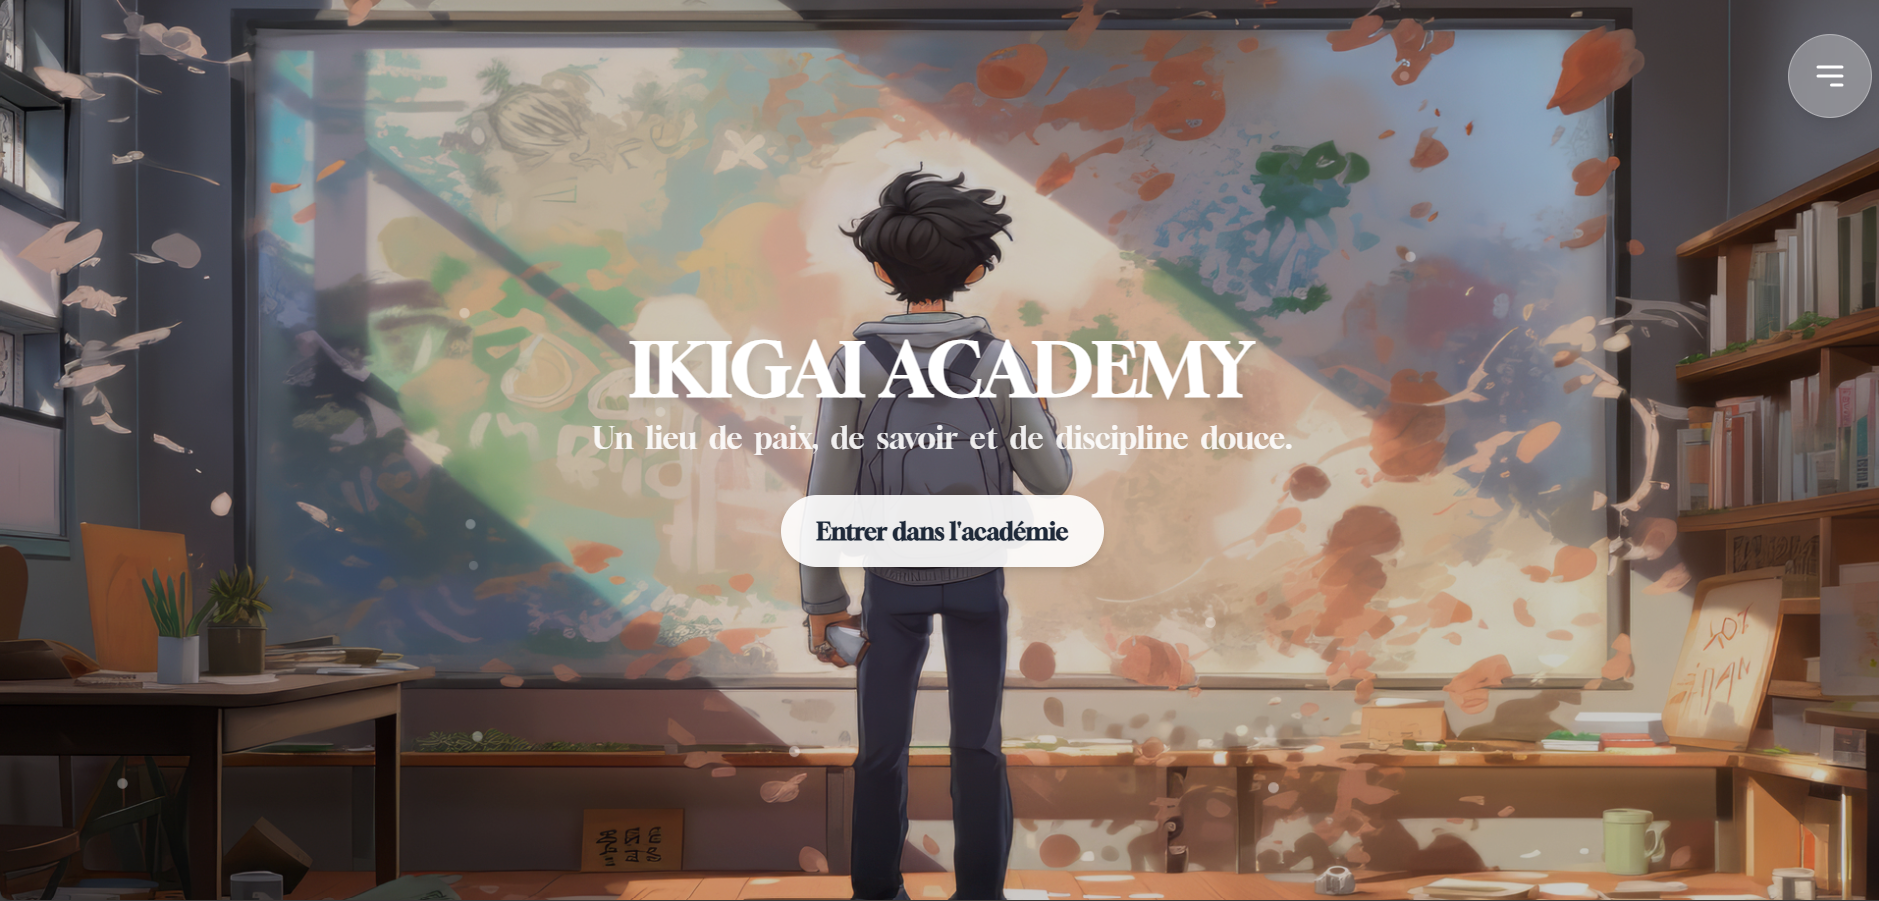 IKIGAI ACADEMY
Un lieu de paix, de savoir et de discipline douce.
Entrer dans l'académie